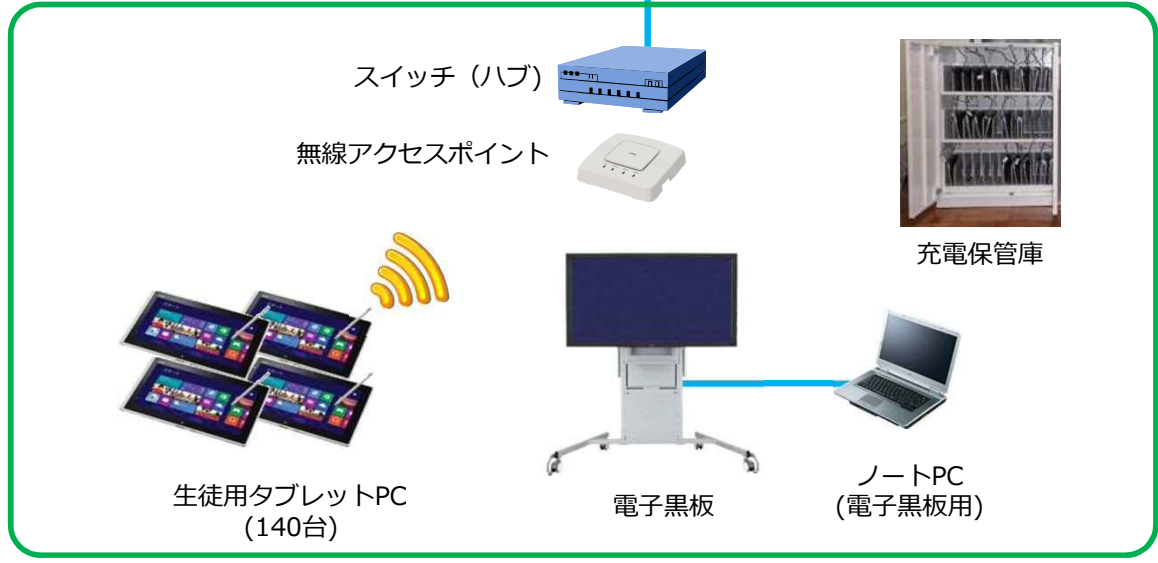 スイッチ（ハブ)
無線アクセスポイント
充電保管庫
生徒用タブレットPC
(140台)
電子黒板
ノートPC
(電子黒板用)